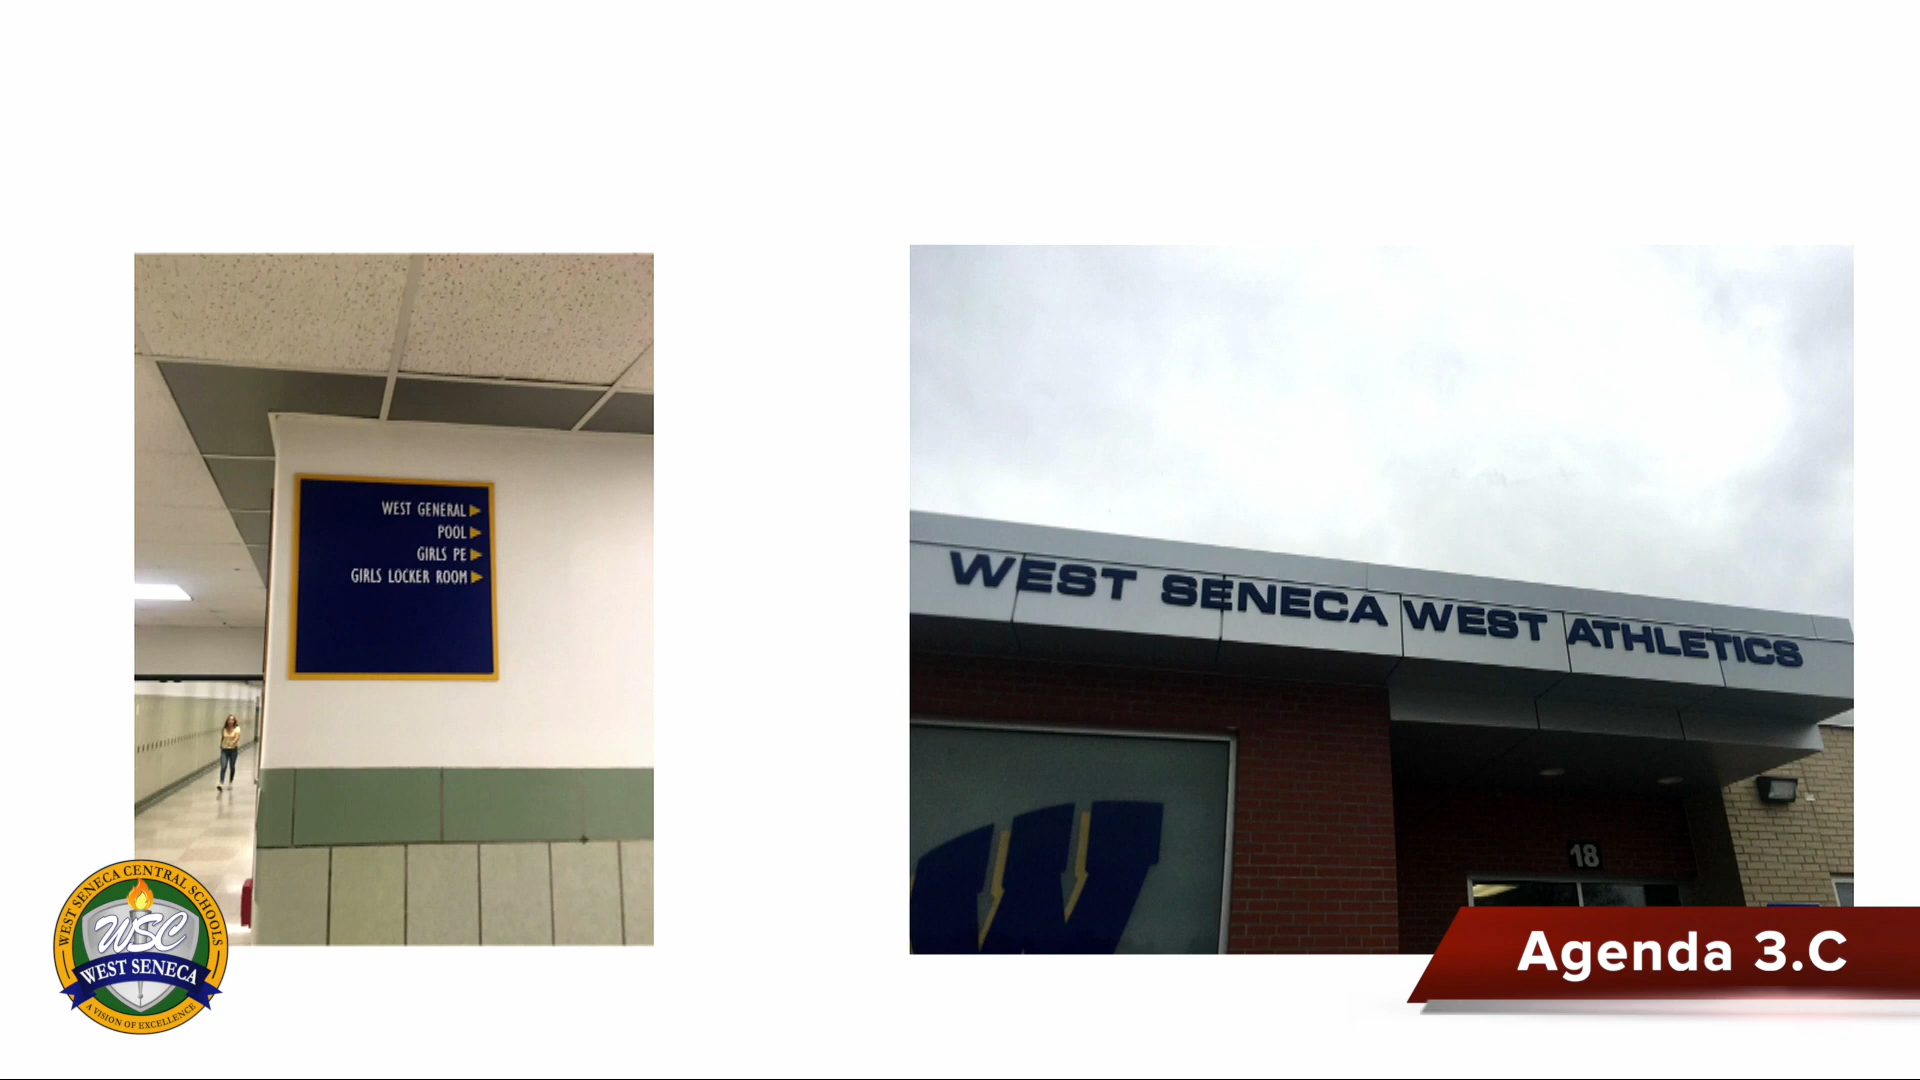 WEST GENERAL
POOL
GIRLS PE
GIRLS LOCKER ROOM
WEST SENECA WEST ATHLETICS
W
18
WEST SENECA CENTRAL SCHOOLS
WSC
WEST SENECA
A VISION OF EXCELLENCE
Agenda 3.C